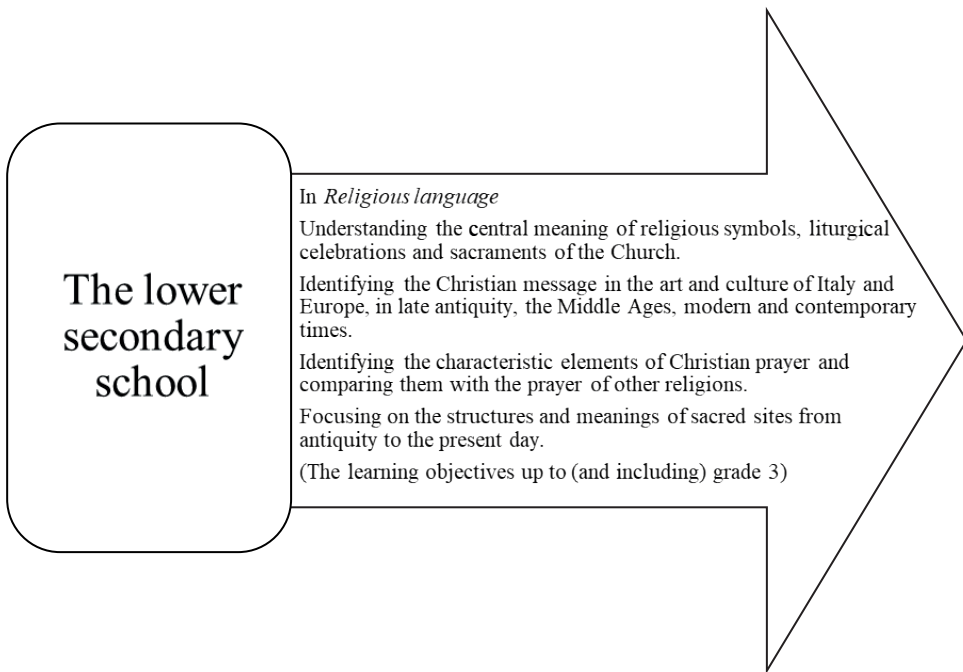 The lower
secondary
school
In Religious language
Understanding the central meaning of religious symbols, liturgical
celebrations and sacraments of the Church.
Identifying the Christian message in the art and culture of Italy and
Europe, in late antiquity, the Middle Ages, modern and contemporary
times.
Identifying the characteristic elements of Christian prayer and
comparing them with the prayer of other religions.
Focusing on the structures and meanings of sacred sites from
antiquity to the present day.
(The learning objectives up to (and including) grade 3)